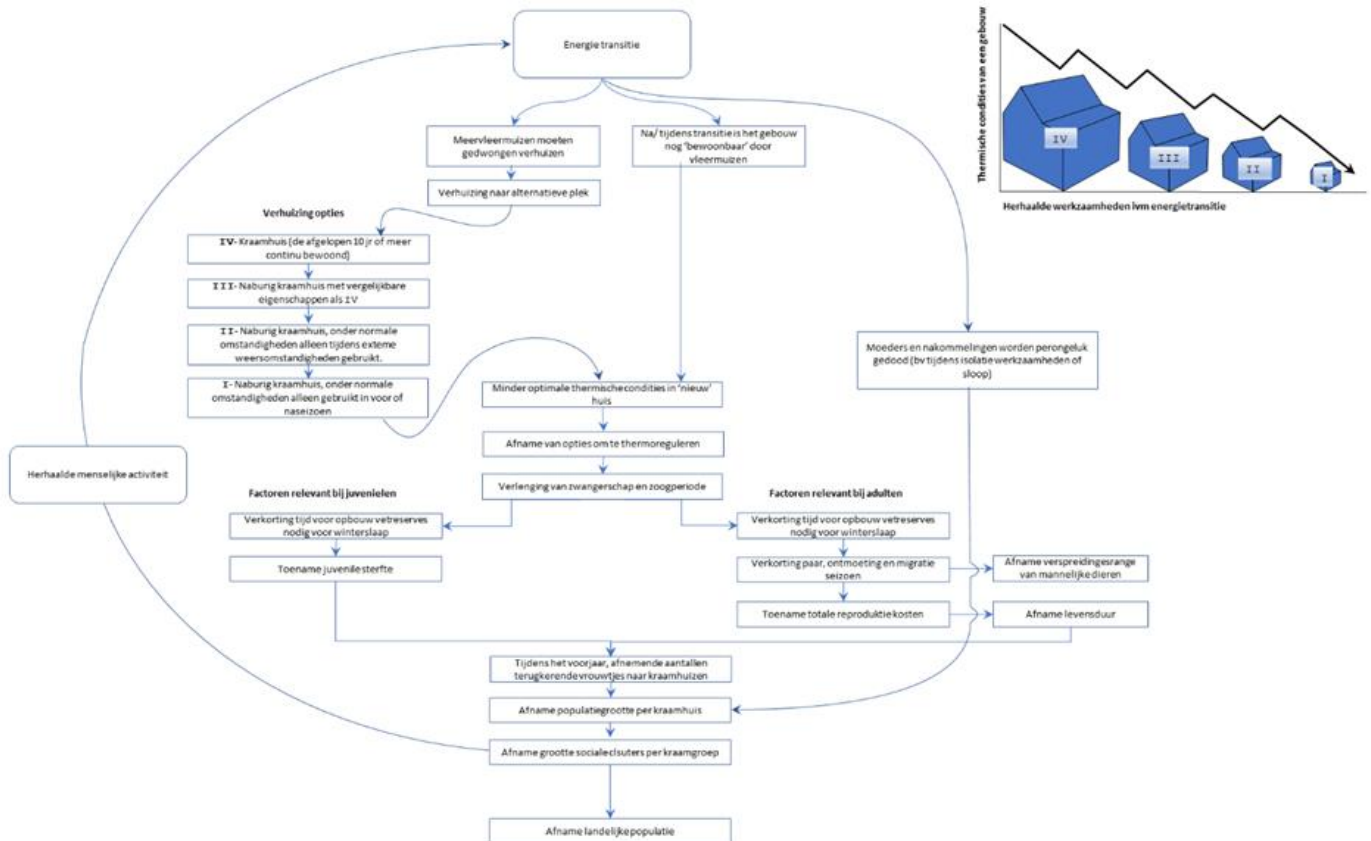 Energie transitie
Thermische condities van een gebouw
IV
III
II
I
Herhaalde werkzaamheden ivm energietransitie
Meervleermuizen moeten
gedwongen verhuizen
Na/ tijdens transitie is het gebouw
nog 'bewoonbaar' door
vleermuizen
Verhuizing naar alternatieve plek
Verhuizing opties
IV- Kraamhuis (de afgelopen 10 jr of meer
continu bewoond)
III- Naburig kraamhuis met vergelijkbare
eigenschappen als IV
II- Naburig kraamhuis, onder normale
omstandigheden alleen tijdens exteme
weersomstandigheden gebruikt.
I- Naburig kraamhuis, onder normale
omstandigheden alleen gebruikt in voor of
naseizoen
Moeders en nakommelingen worden perongeluk
gedood (bv tijdens isolatie werkzaamheden of
sloop)
Minder optimale thermische condities in 'nieuw'
huis
Afname van opties om te thermoreguleren
Herhaalde menselijke activiteit
Verlenging van zwangerschap en zoogperiode
Factoren relevant bij juvenielen
Verkorting tijd voor opbouw vetreserves
nodig voor winterslaap
Toename juvenile sterfte
Factoren relevant bij adulten
Verkorting tijd voor opbouw vetreserves
nodig voor winterslaap
Verkorting paar, ontmoeting en migratie
seizoen
Afname verspreidingesrange
van mannelijke dieren
Toename totale reproduktie kosten
Afname levensduur
Tijdens het voorjaar, afnemende aantallen
terugkerende vrouwtjes naar kraamhuizen
Afname populatiegrootte per kraamhuis
Afname grootte sociale clsuters per kraamgroep
Afname landelijke populatie